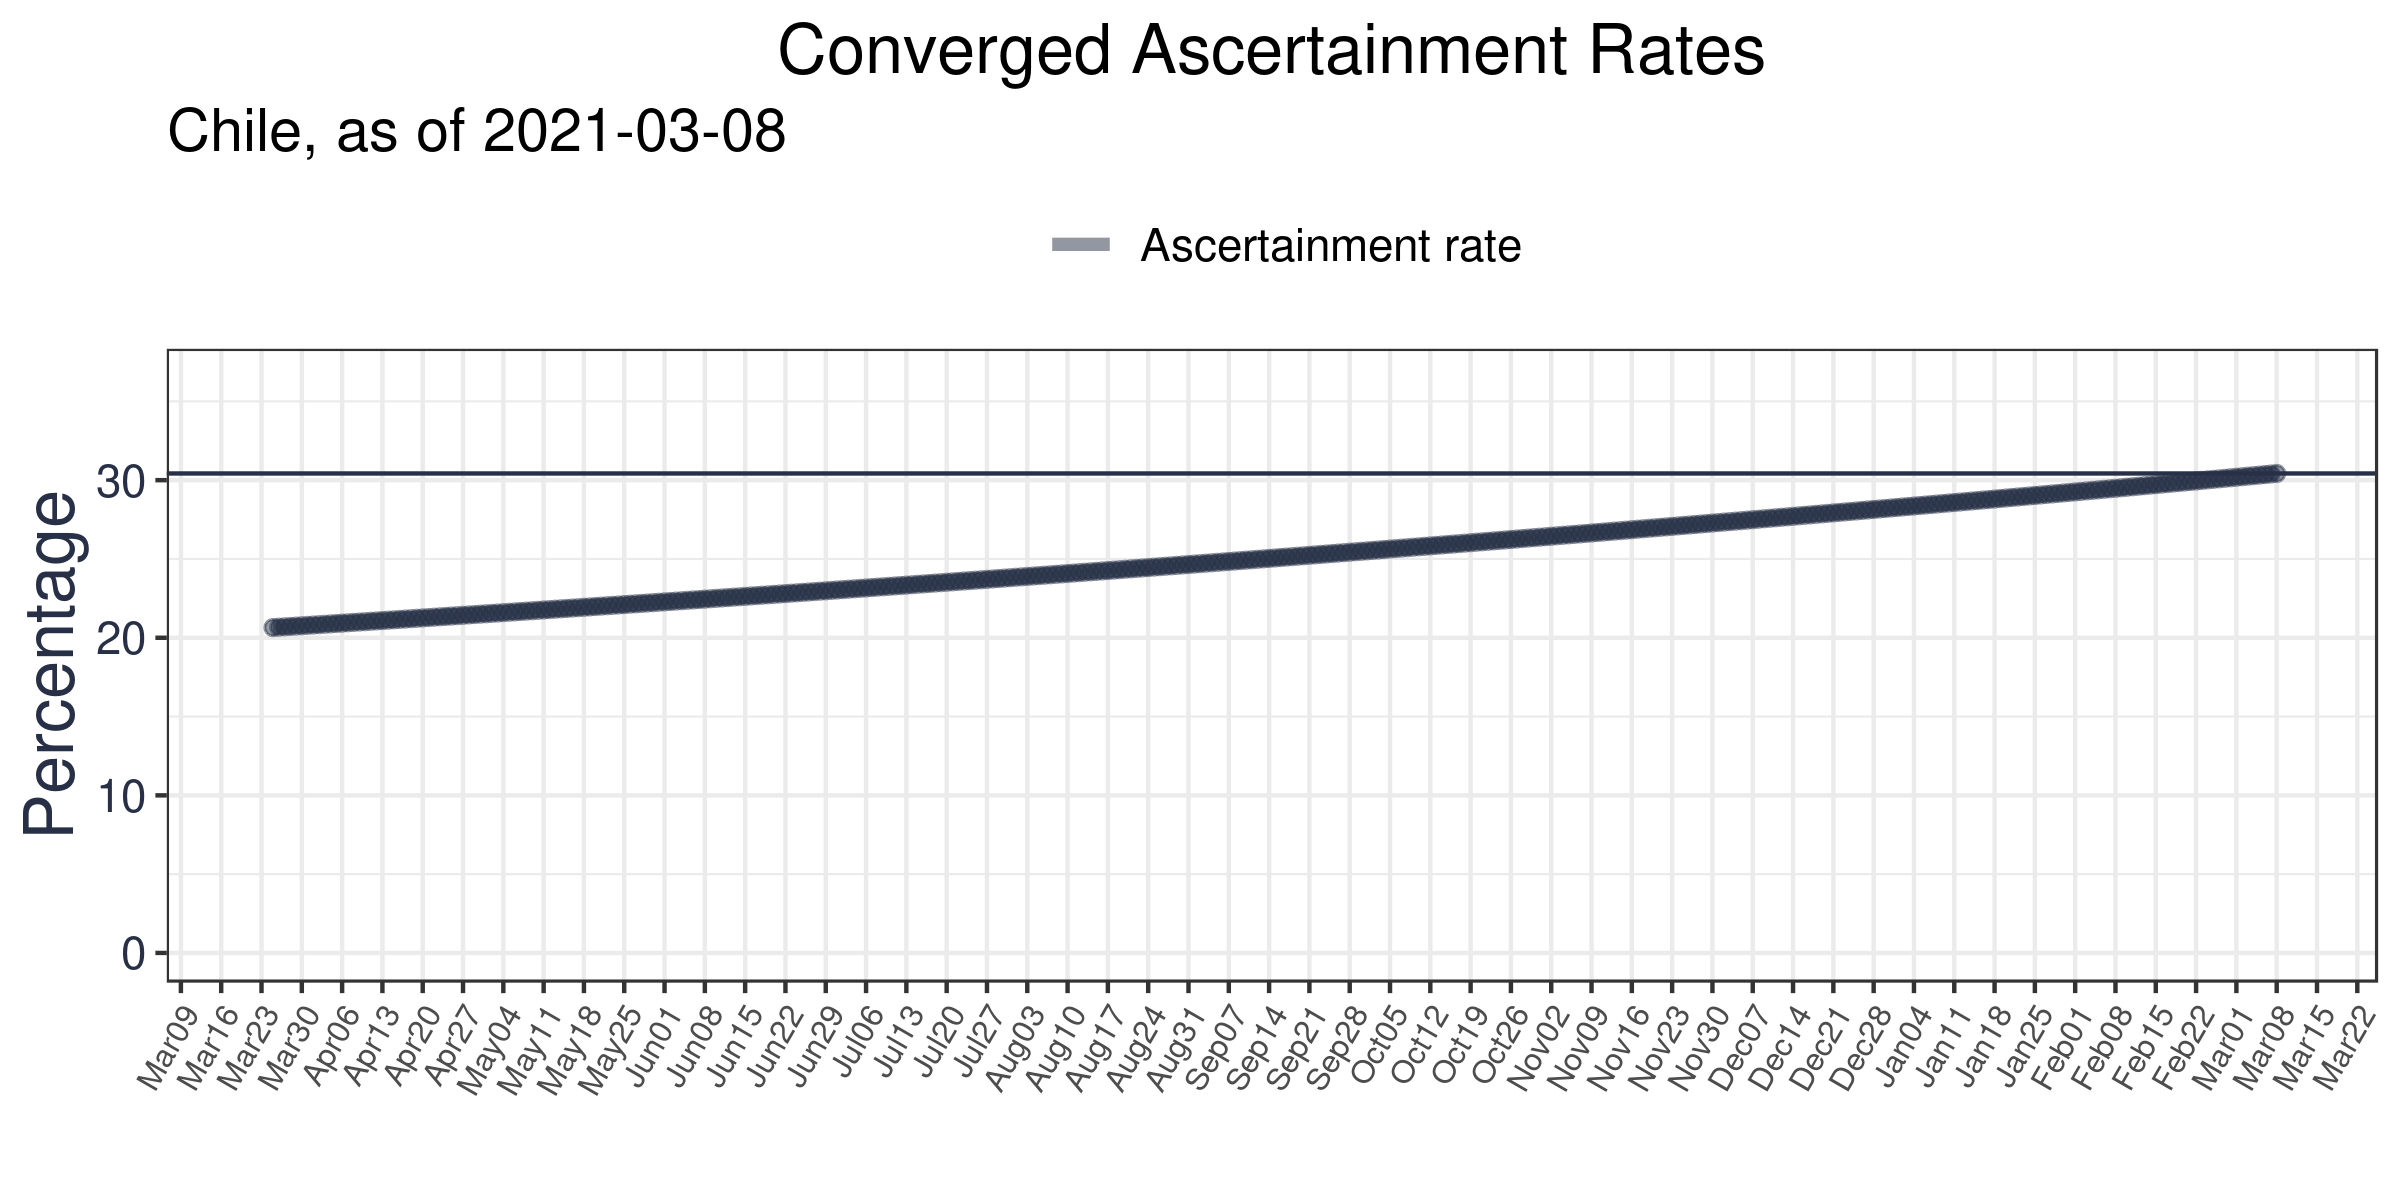 Converged Ascertainment Rates
Chile, as of 2021-03-08
Ascertainment rate
Percentage
30
20
10
0
Mar09 Mar16 Mar23 Mar30 Apr06 Apr13 Apr20 Apr27 May04 May11 May18 May25 Jun01 Jun08 Jun15 Jun22 Jun29 Jul06 Jul13 Jul20 Jul27 Aug03 Aug10 Aug17 Aug24 Aug31 Sep07 Sep14 Sep21 Sep28 Oct05 Oct12 Oct19 Oct26 Nov02 Nov09 Nov16 Nov23 Nov30 Dec07 Dec14 Dec21 Dec28 Jan04 Jan11 Jan18 Jan25 Feb01 Feb08 Feb15 Feb22 Mar01 Mar08 Mar15 Mar22